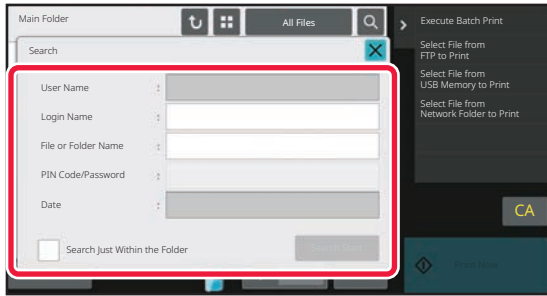 Main Folder
All Files
Search
User Name :
Login Name :
File or Folder Name :
PIN Code/Password :
Date :
Search Just Within the Folder
Search Start
Execute Batch Print
Select File from
FTP to Print
Select File from
USB Memory to Print
Select File from
Network Folder to Print
CA
Print Now